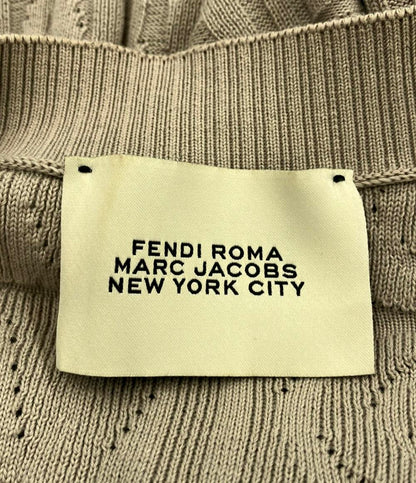 FENDI ROMA
MARC JACOBS
NEW YORK CITY